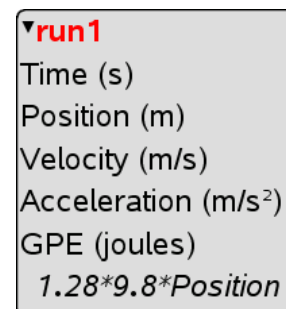 run1
Time (s)
Position (m)
Velocity (m/s)
Acceleration (m/s²)
GPE (joules)
1.28*9.8*Position